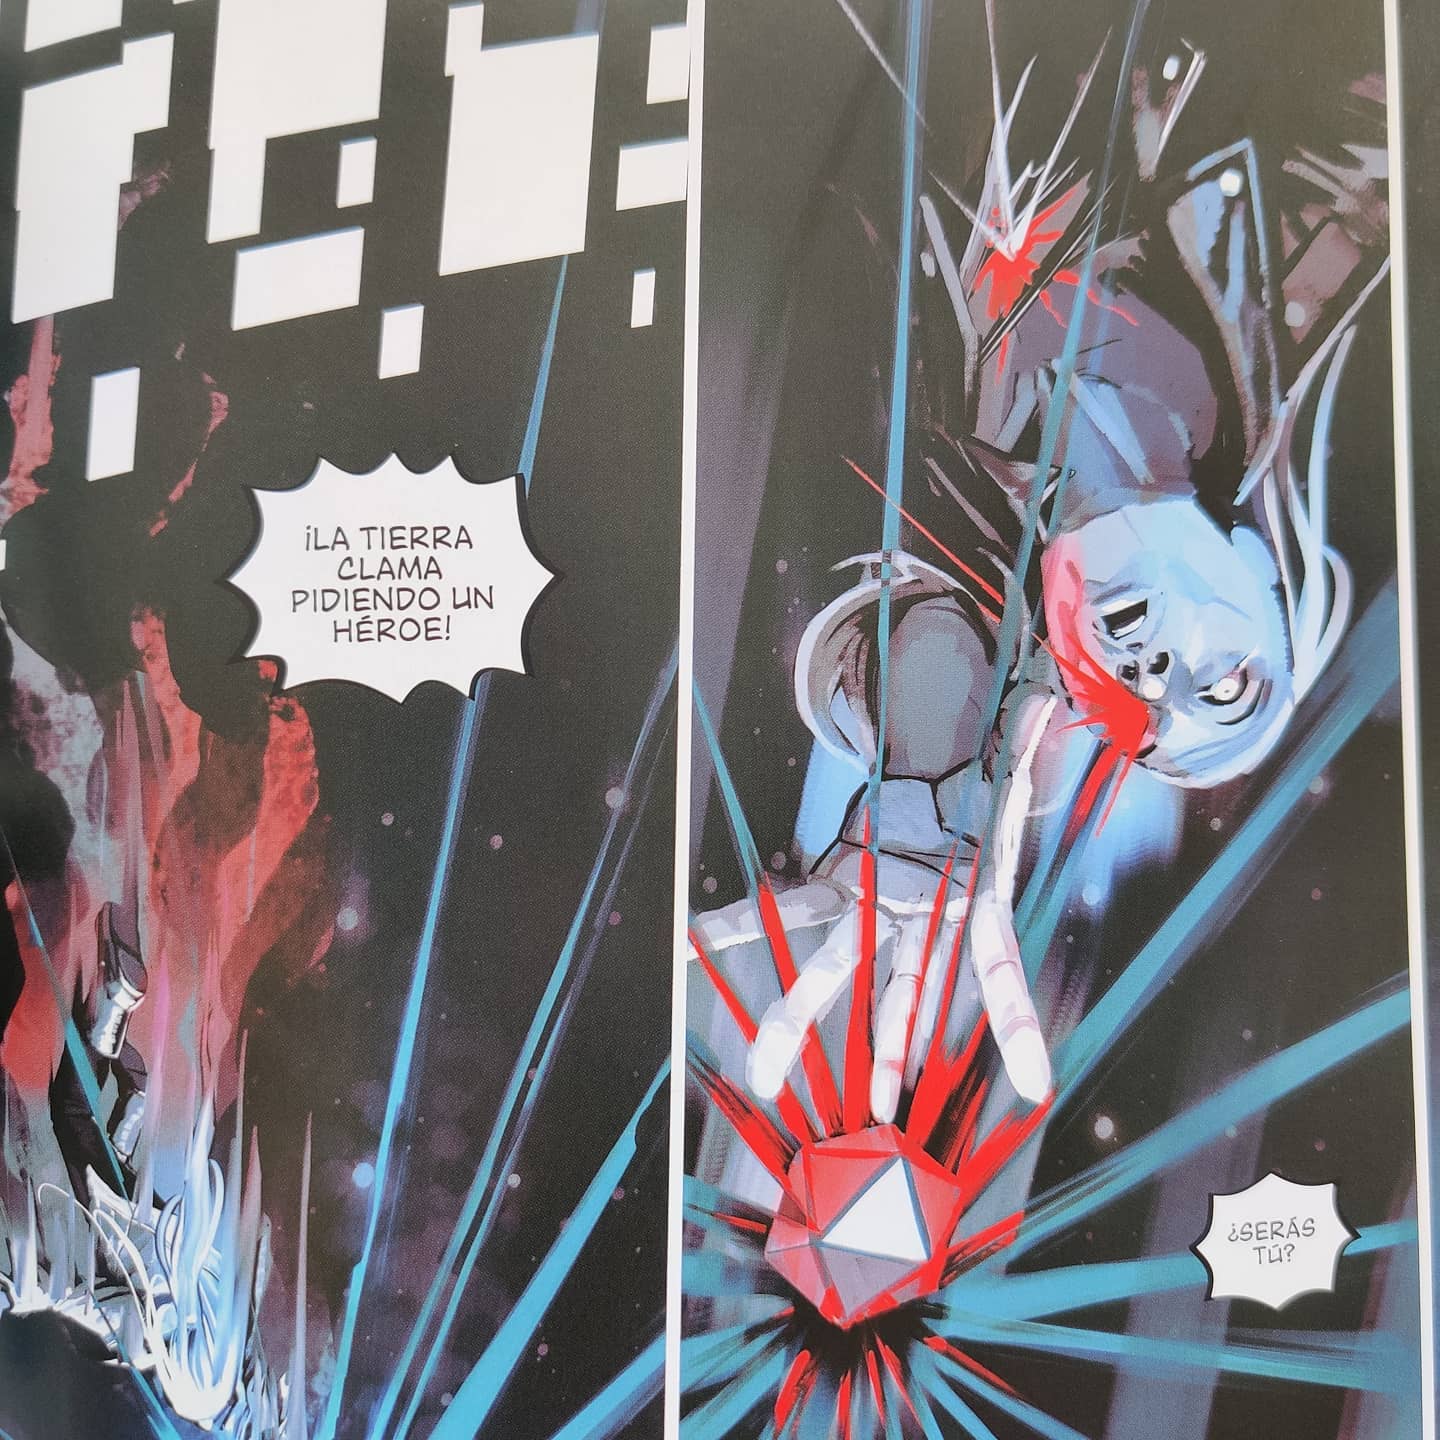 ¡LA TIERRA
CLAMA
PIDIENDO UN
HÉROE!
¿SERÁS
TÚ?